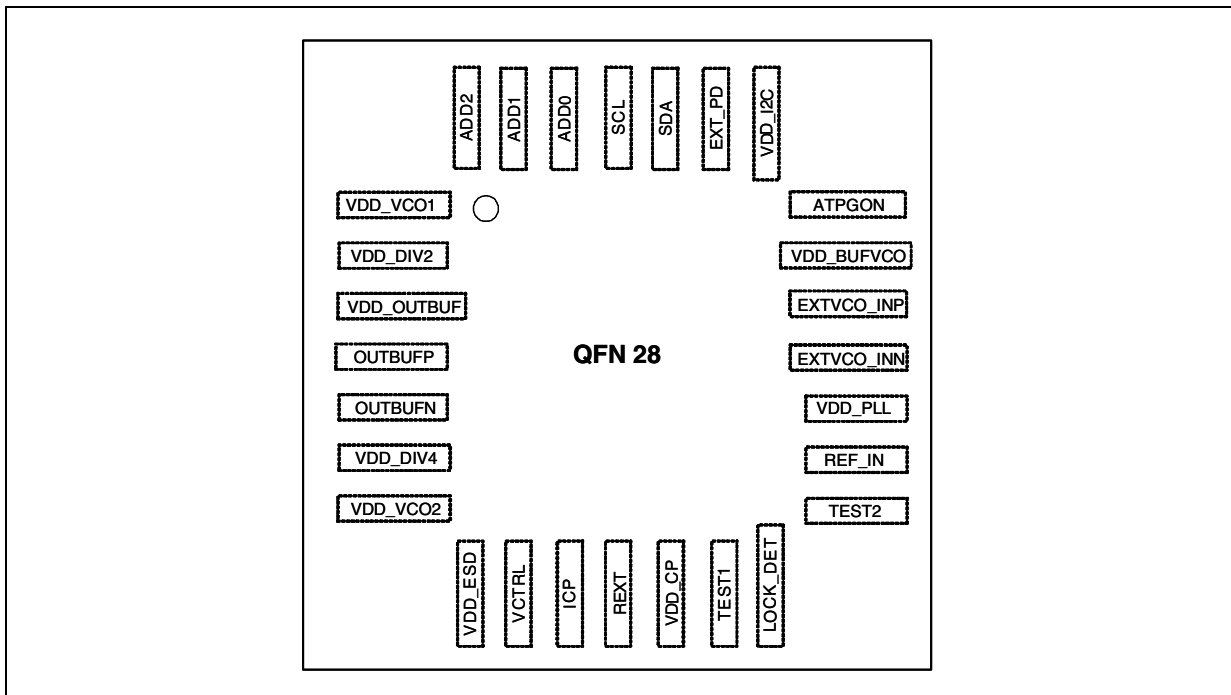 ADD2
ADD1
ADD0
SCL
SDA
EXT_PD
VDD_I2C
VDD_VCO1
VDD_DIV2
VDD_OUTBUF
OUTBUFP
OUTBUFN
VDD_DIV4
VDD_VCO2
QFN 28
ATPGON
VDD_BUFVCO
EXTVCO_INP
EXTVCO_INN
VDD_PLL
REF_IN
TEST2
VDD_ESD
VCTRL
ICP
REXT
VDD_CP
TEST1
LOCK_DET